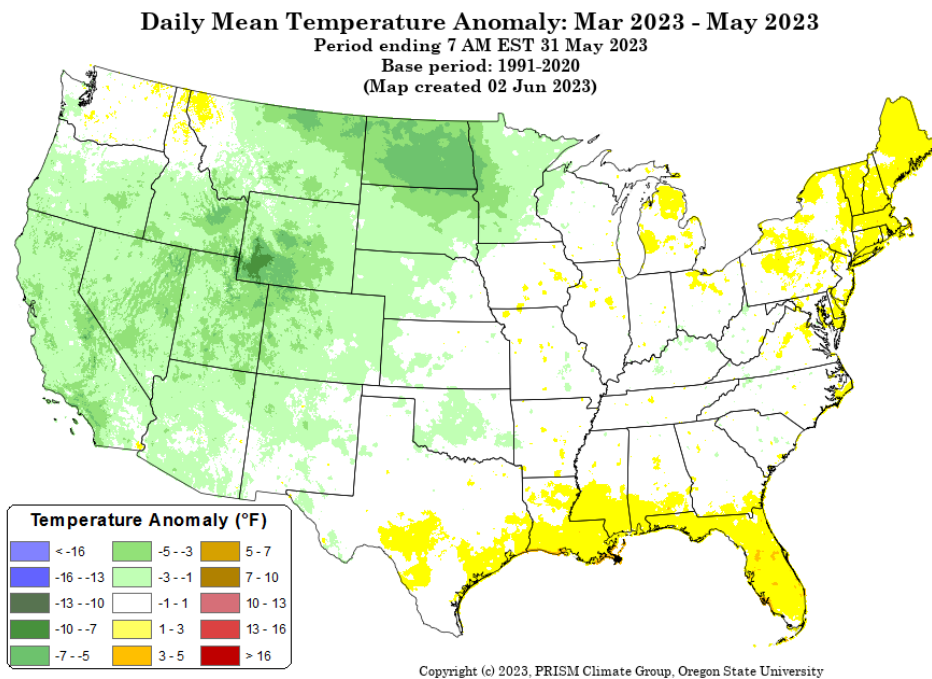 Daily Mean Temperature Anomaly: Mar 2023 - May 2023
Period ending 7 AM EST 31 May 2023
Base period: 1991-2020
(Map created 02 Jun 2023)
Temperature Anomaly (°F)
< -16
-16 - -13
-13 - -10
-10 - -7
-7 - -5
-5 - -3
-3 - -1
-1 - 1
1 - 3
3 - 5
5 - 7
7 - 10
10 - 13
13 - 16
> 16
Copyright (c) 2023, PRISM Climate Group, Oregon State University